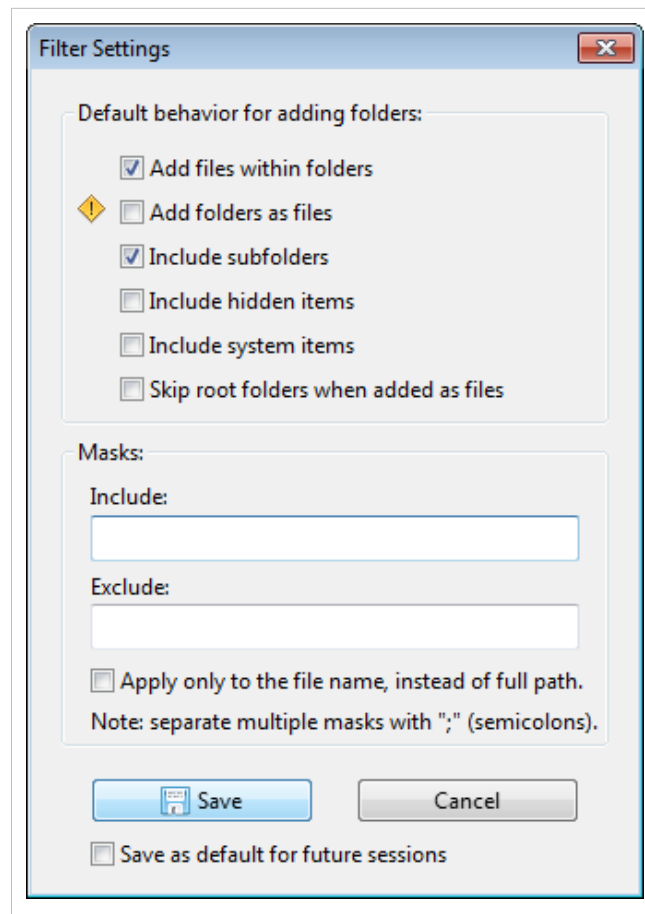 Filter Settings
Default behavior for adding folders:
Add files within folders
Add folders as files
Include subfolders
Include hidden items
Include system items
Skip root folders when added as files
Masks:
Include:
Exclude:
Apply only to the file name, instead of full path.
Note: separate multiple masks with ";" (semicolons).
Save
Cancel
Save as default for future sessions